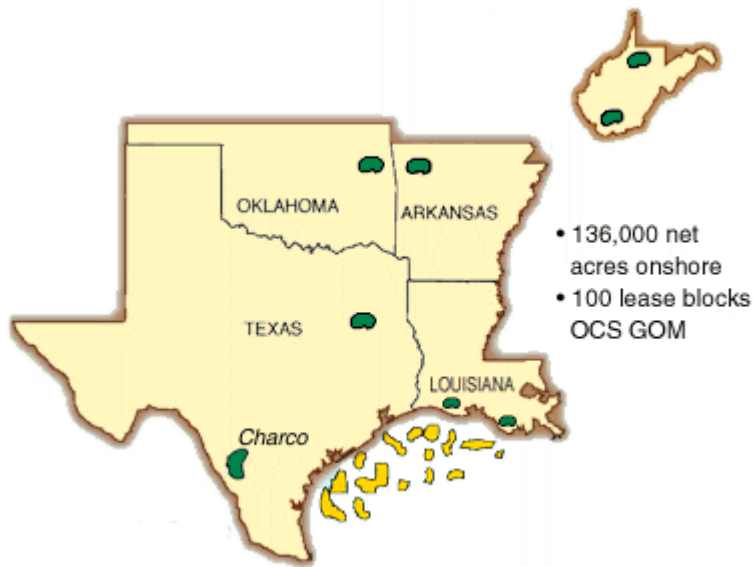 OKLAHOMA
ARKANSAS
• 136,000 net
acres onshore
• 100 lease blocks
OCS GOM
TEXAS
LOUISIANA
Charco